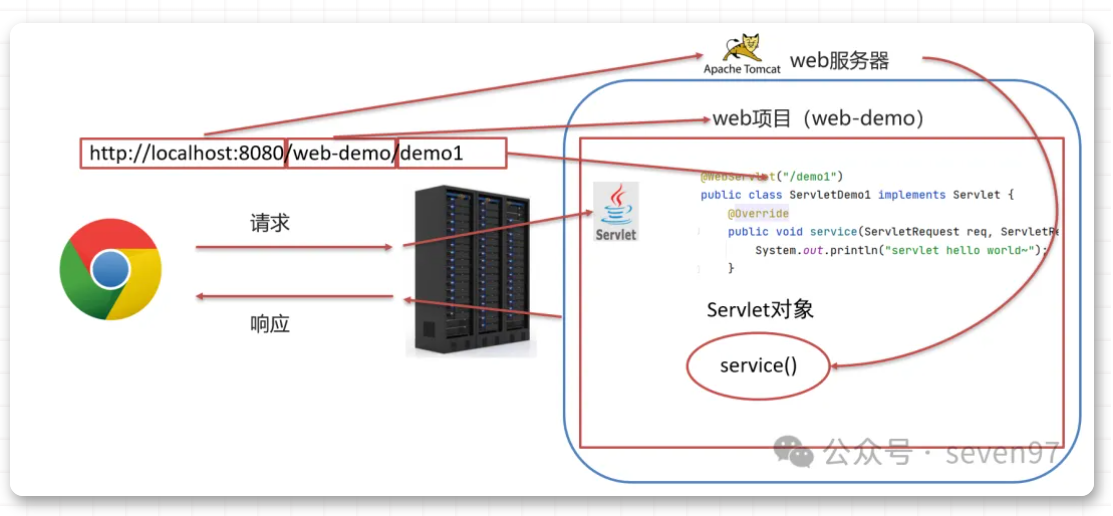 Apache Tomcat
web服务器
web项目（web-demo）
http://localhost:8080/web-demo/demo1
@WebServlet("/demo1")
public class ServletDemo1 implements Servlet {
@Override
public void service(ServletRequest req, ServletRe
System.out.println("servlet hello world~");
}
Servlet
请求
响应
Servlet对象
service()
公众号 · seven97